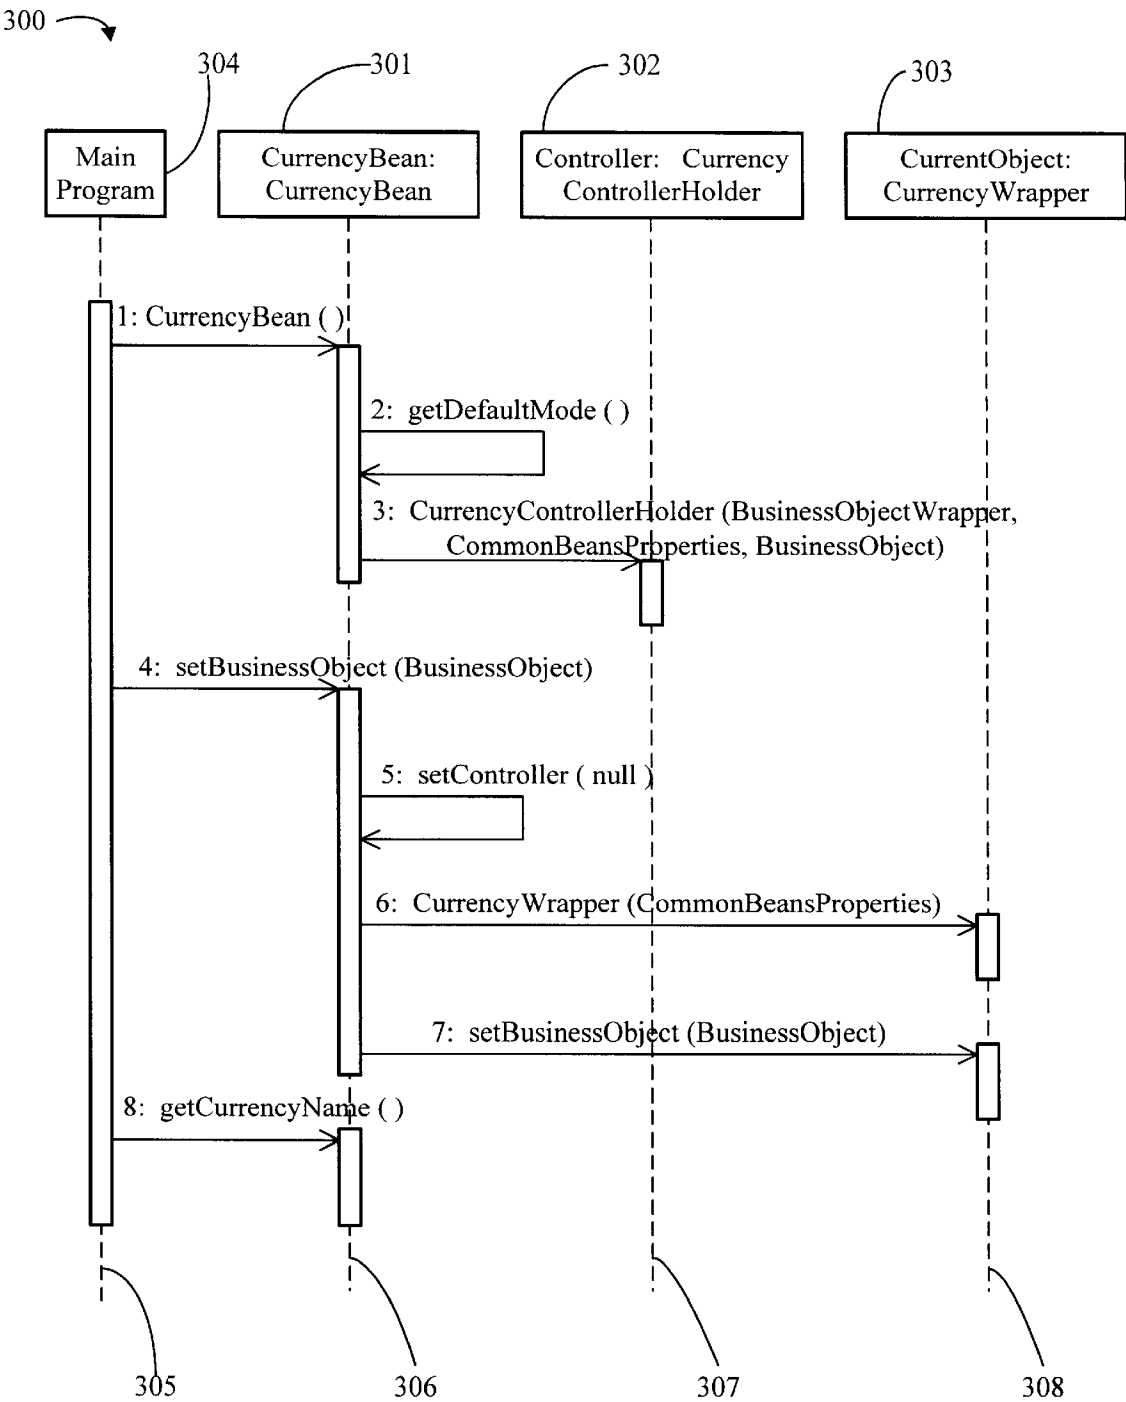 300
304
301
302
303
Main
Program
CurrencyBean:
CurrencyBean
Controller: Currency
ControllerHolder
CurrentObject:
CurrencyWrapper
1: CurrencyBean ( )
2: getDefaultMode ( )
3: CurrencyControllerHolder (BusinessObjectWrapper,
CommonBeansProperties, BusinessObject)
4: setBusinessObject (BusinessObject)
5: setController ( null )
6: CurrencyWrapper (CommonBeansProperties)
7: setBusinessObject (BusinessObject)
8: getCurrencyName ( )
305
306
307
308